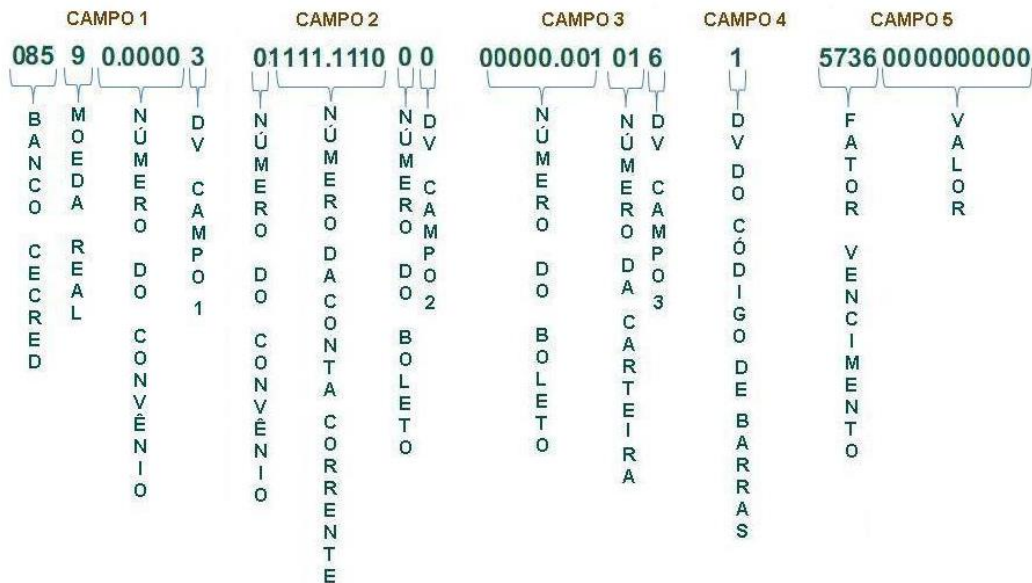 CAMPO 1 CAMPO 2 CAMPO 3 CAMPO 4 CAMPO 5
085 9 0.0000 3 01111.1110 0 0 00000.001 01 6 1 5736 0000000000
BANCO CECRED
MOEDA REAL
NÚMERO DO CONVÊNIO
DV CAMPO 1
NÚMERO DO CONVÊNIO
NÚMERO DA CONTA CORRENTE
NÚMERO DO BOLETO
DV CAMPO 2
NÚMERO DO BOLETO
NÚMERO DA CARTEIRA
DV CAMPO 3
DV DO CÓDIGO DE BARRAS
FATOR VENCIMENTO
VALOR